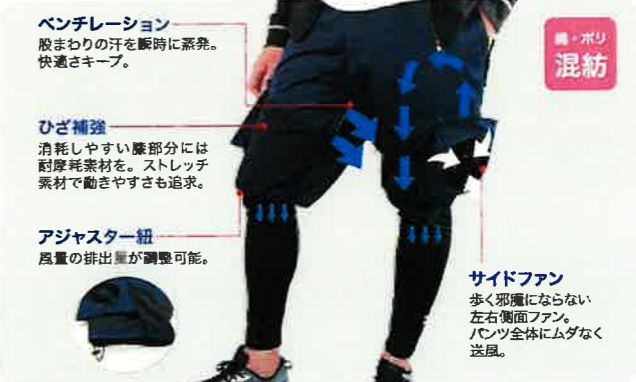 ベンチレーション
股まわりの汗を瞬時に蒸発。
快適さキープ。
綿・ポリ
混紡
ひざ補強
消耗しやすい膝部分には
耐摩耗素材を。ストレッチ
素材で動きやすさも追求。
アジャスター紐
風量の排出量が調整可能。
サイドファン
歩く邪魔にならない
左右側面ファン。
パンツ全体にムダなく
送風。